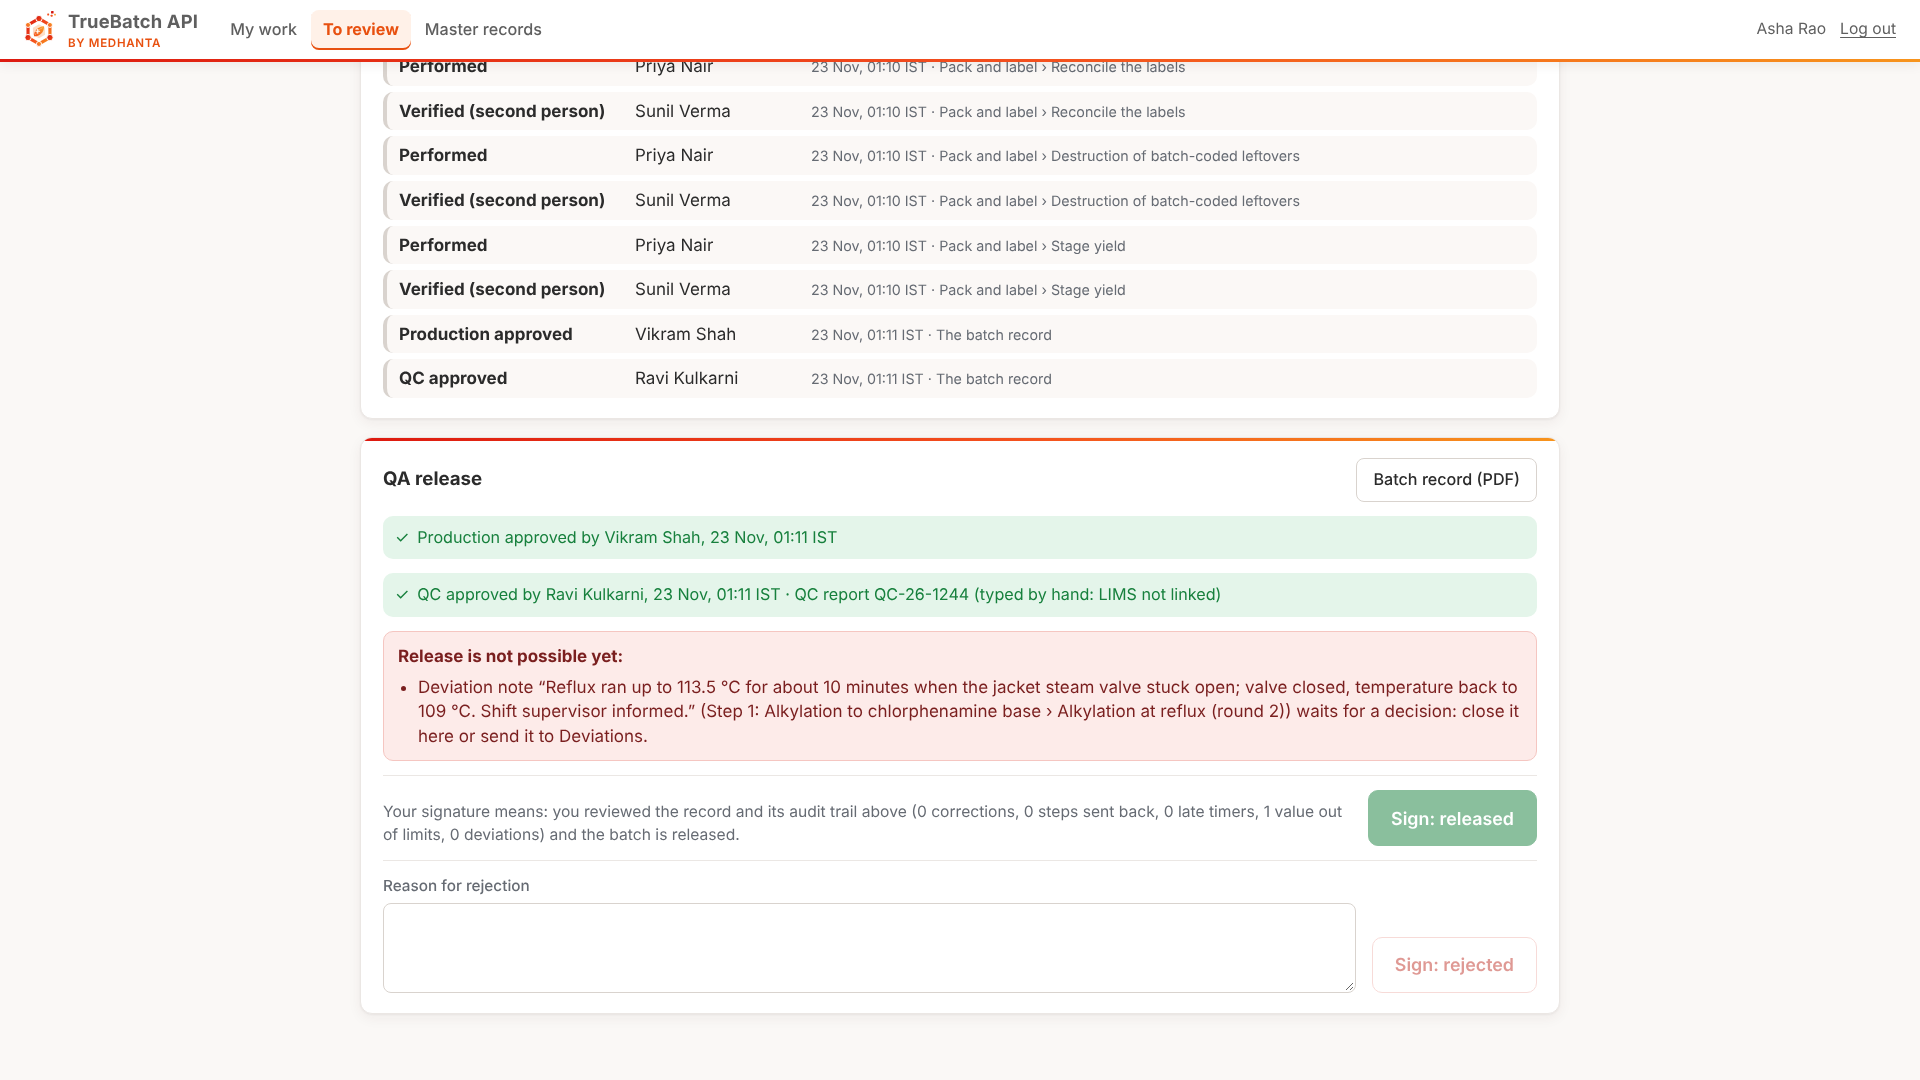 TrueBatch API
BY MEDHANTA
My work
To review
Master records
Asha Rao
Log out
Performed Priya Nair 23 Nov, 01:10 IST · Pack and label › Reconcile the labels
Verified (second person) Sunil Verma 23 Nov, 01:10 IST · Pack and label › Reconcile the labels
Performed Priya Nair 23 Nov, 01:10 IST · Pack and label › Destruction of batch-coded leftovers
Verified (second person) Sunil Verma 23 Nov, 01:10 IST · Pack and label › Destruction of batch-coded leftovers
Performed Priya Nair 23 Nov, 01:10 IST · Pack and label › Stage yield
Verified (second person) Sunil Verma 23 Nov, 01:10 IST · Pack and label › Stage yield
Production approved Vikram Shah 23 Nov, 01:11 IST · The batch record
QC approved Ravi Kulkarni 23 Nov, 01:11 IST · The batch record
QA release
Batch record (PDF)
✓ Production approved by Vikram Shah, 23 Nov, 01:11 IST
✓ QC approved by Ravi Kulkarni, 23 Nov, 01:11 IST · QC report QC-26-1244 (typed by hand: LIMS not linked)
Release is not possible yet:
• Deviation note “Reflux ran up to 113.5 °C for about 10 minutes when the jacket steam valve stuck open; valve closed, temperature back to
109 °C. Shift supervisor informed.” (Step 1: Alkylation to chlorphenamine base › Alkylation at reflux (round 2)) waits for a decision: close it
here or send it to Deviations.
Your signature means: you reviewed the record and its audit trail above (0 corrections, 0 steps sent back, 0 late timers, 1 value out
of limits, 0 deviations) and the batch is released.
Sign: released
Reason for rejection
Sign: rejected